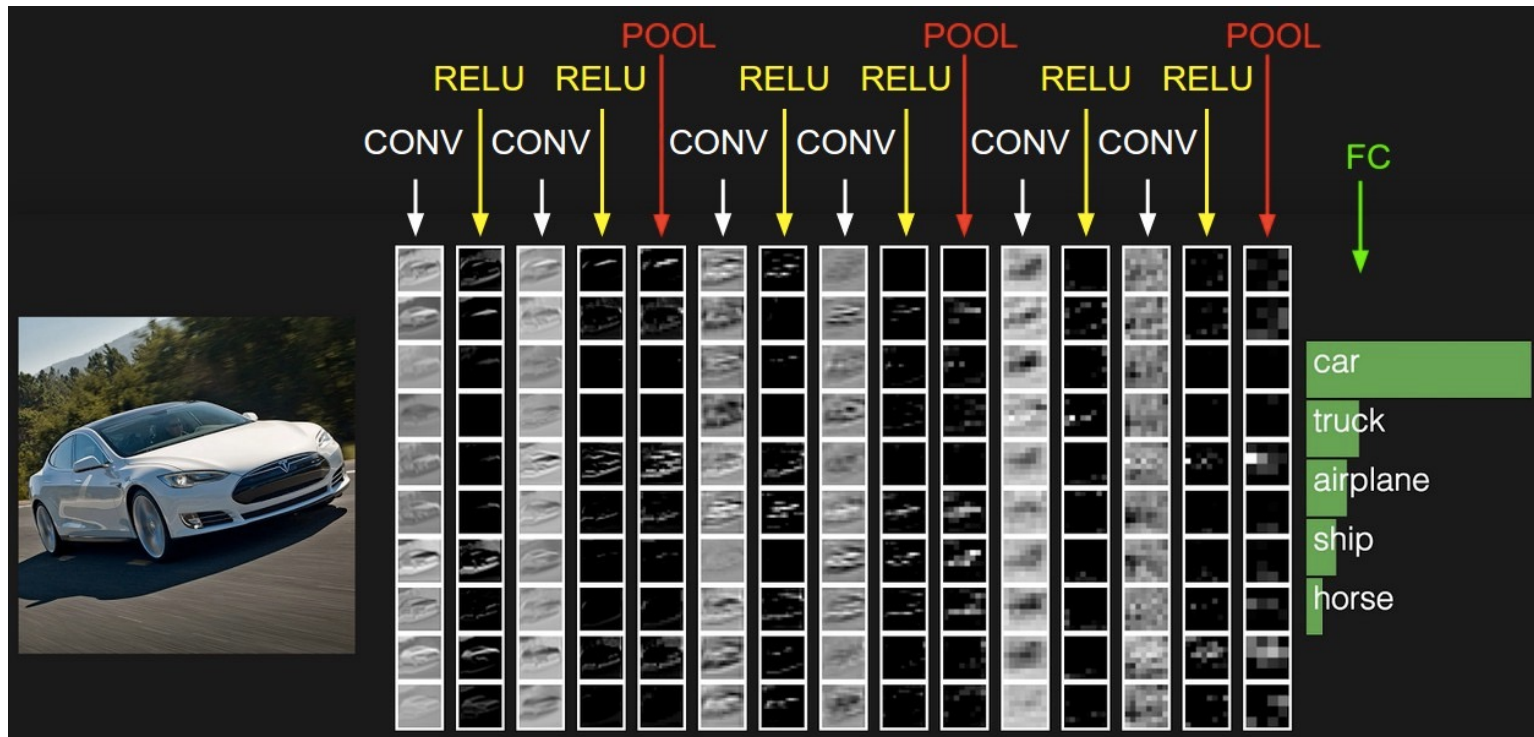 POOL POOL POOL
RELU RELU RELU RELU RELU RELU
CONV CONV CONV CONV CONV CONV
FC
car
truck
airplane
ship
horse